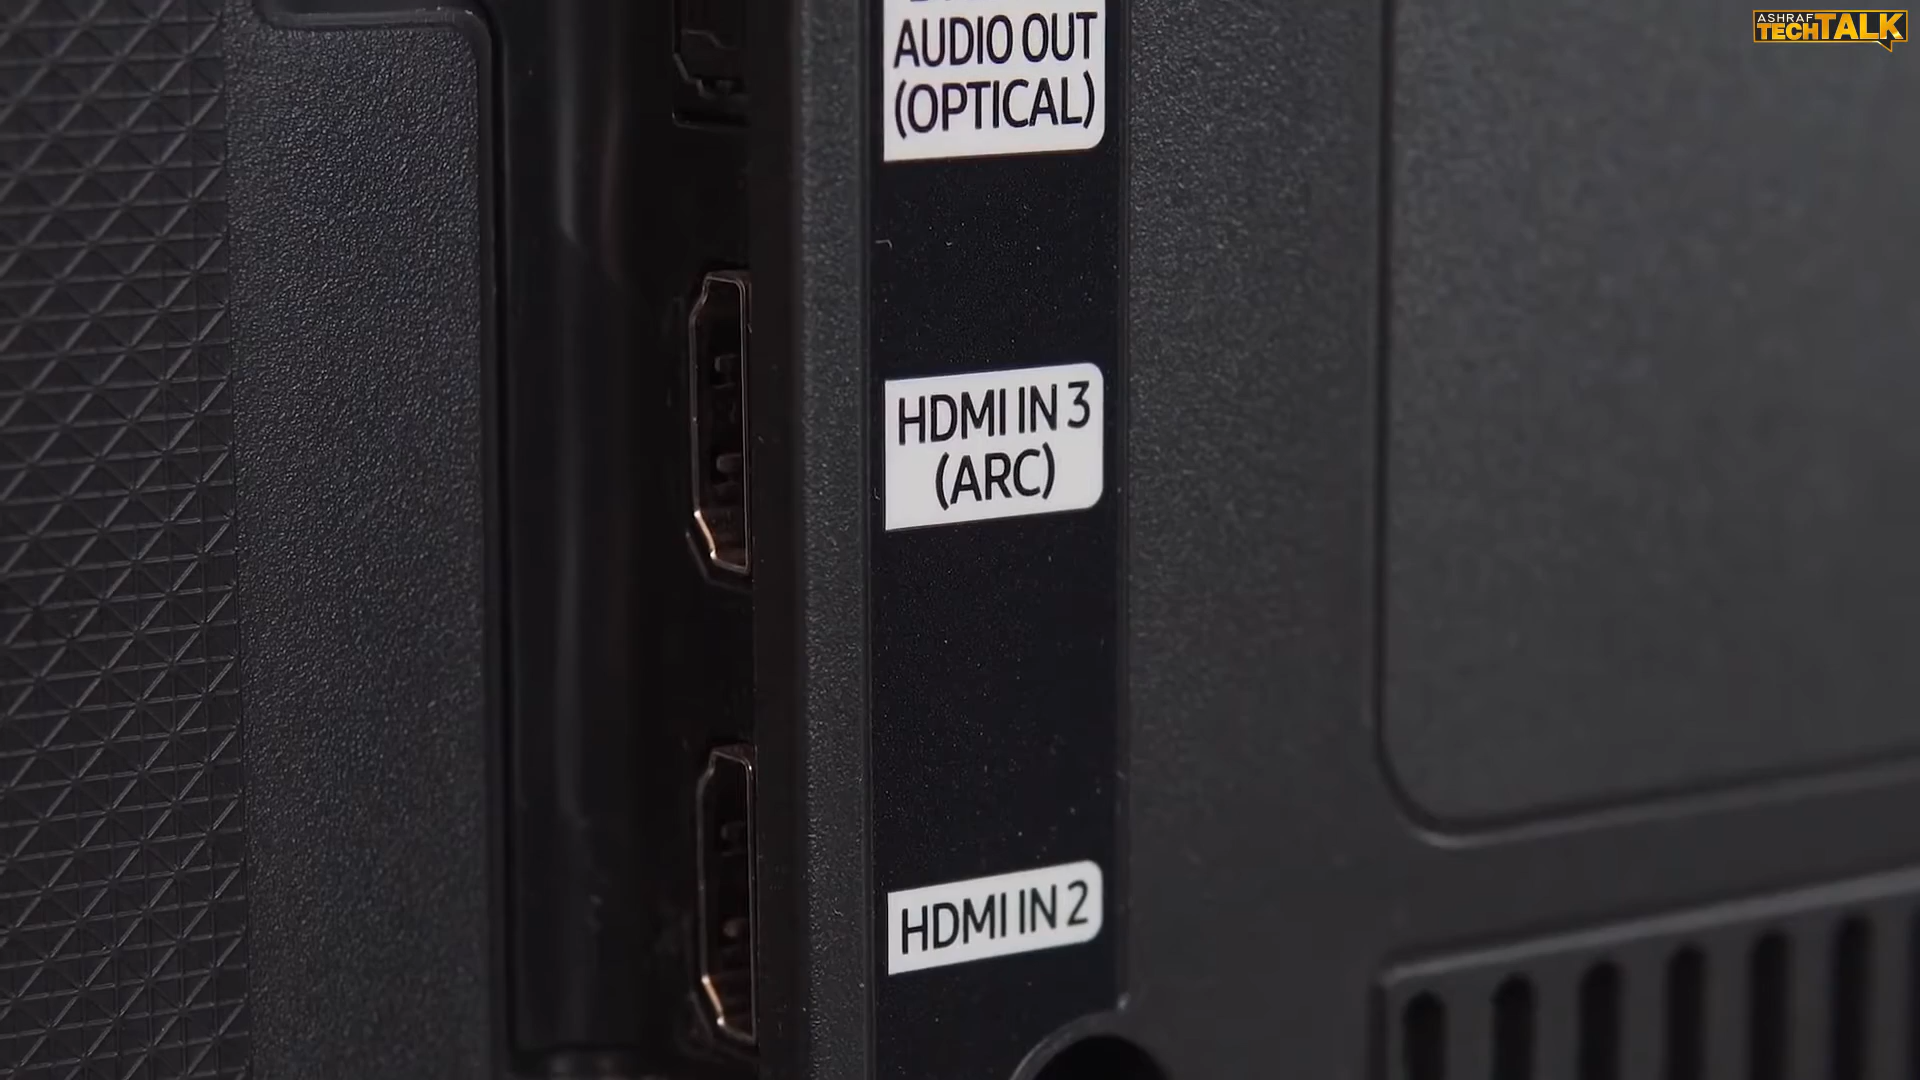 ASHRAF
TECHTALK
AUDIO OUT
(OPTICAL)
HDMI IN 3
(ARC)
HDMI IN 2